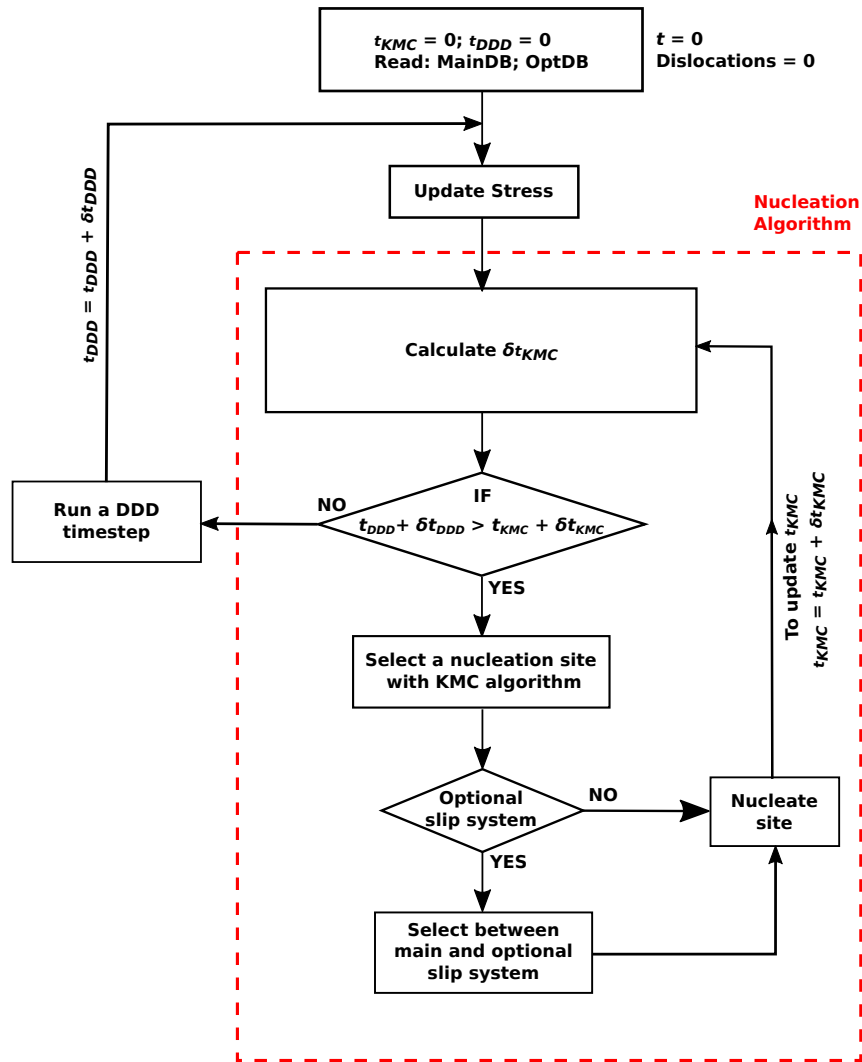 t_KMC = 0; t_DDD = 0
Read: MainDB; OptDB
t = 0
Dislocations = 0
Update Stress
Nucleation
Algorithm
t_DDD = t_DDD + δt_DDD
Calculate δt_KMC
IF
t_DDD + δt_DDD > t_KMC + δt_KMC
NO
Run a DDD
timestep
YES
To update t_KMC
t_KMC = t_KMC + δt_KMC
Select a nucleation site
with KMC algorithm
Optional
slip system
NO
Nucleate
site
YES
Select between
main and optional
slip system